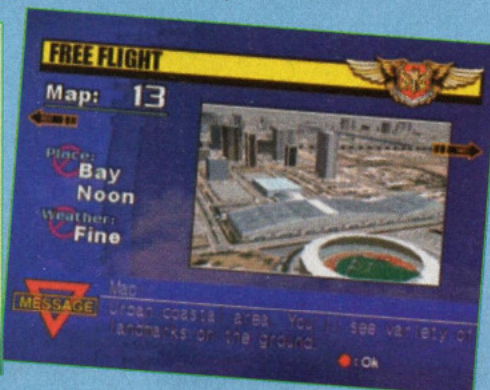 FREE FLIGHT
Map: 13
Place:
Bay
Noon
Weather:
Fine
MESSAGE
Map
Urban coastal area. You'll see variety of
landmarks on the ground.
:Ok